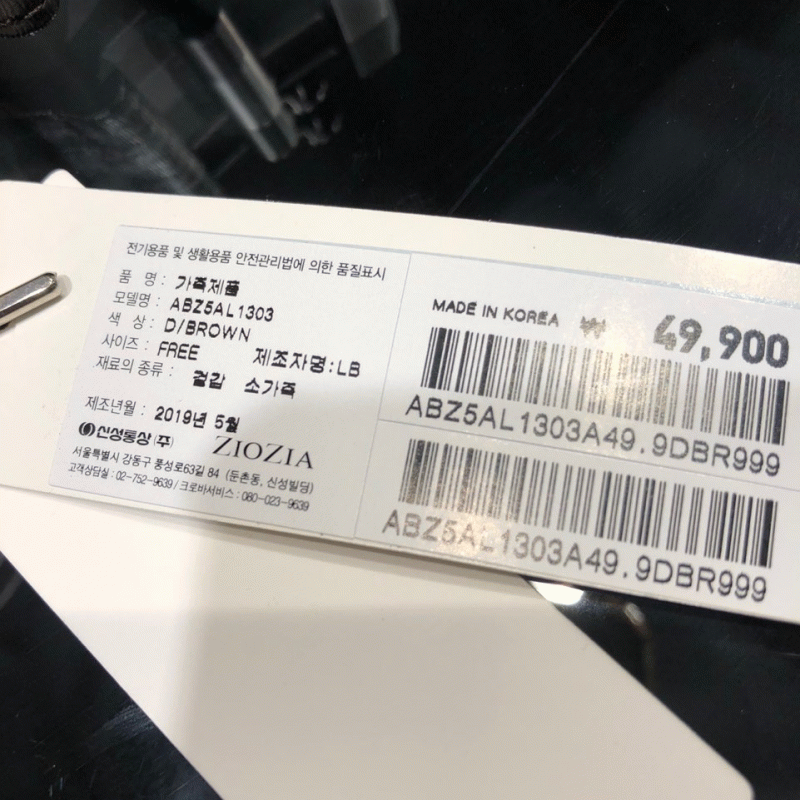 전기용품 및 생활용품 안전관리법에 의한 품질표시
품 명 : 가죽제품
모델명 : ABZ5AL1303
색 상 : D/BROWN
사이즈 : FREE 제조자명:LB
재료의 종류 : 겉감 소가죽
제조년월 : 2019년 5월
신성통상(주) ZIOZIA
서울특별시 강동구 풍성로63길 84 (둔촌동, 신성빌딩)
고객상담실 : 02-752-9639 / 크로바서비스 : 080-023-9639
MADE IN KOREA ₩ 49,900
ABZ5AL1303A49.9DBR999
ABZ5AL1303A49.9DBR999